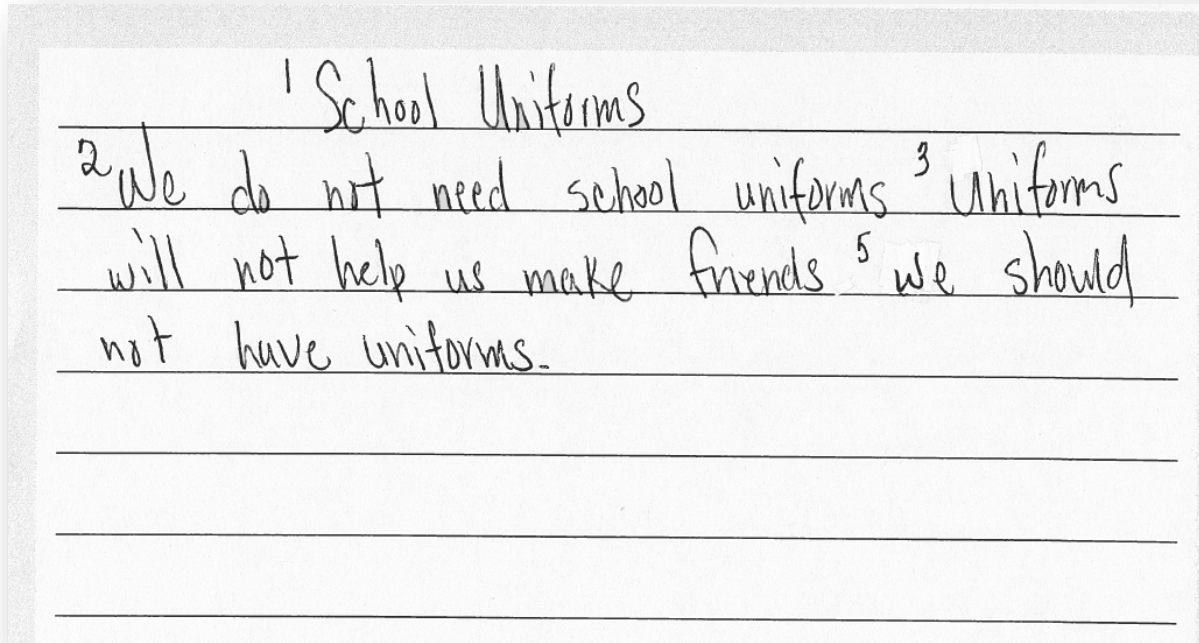 1 School Uniforms
2 We do not need school uniforms 3 Uniforms
will not help us make friends 5 we should
not have uniforms.